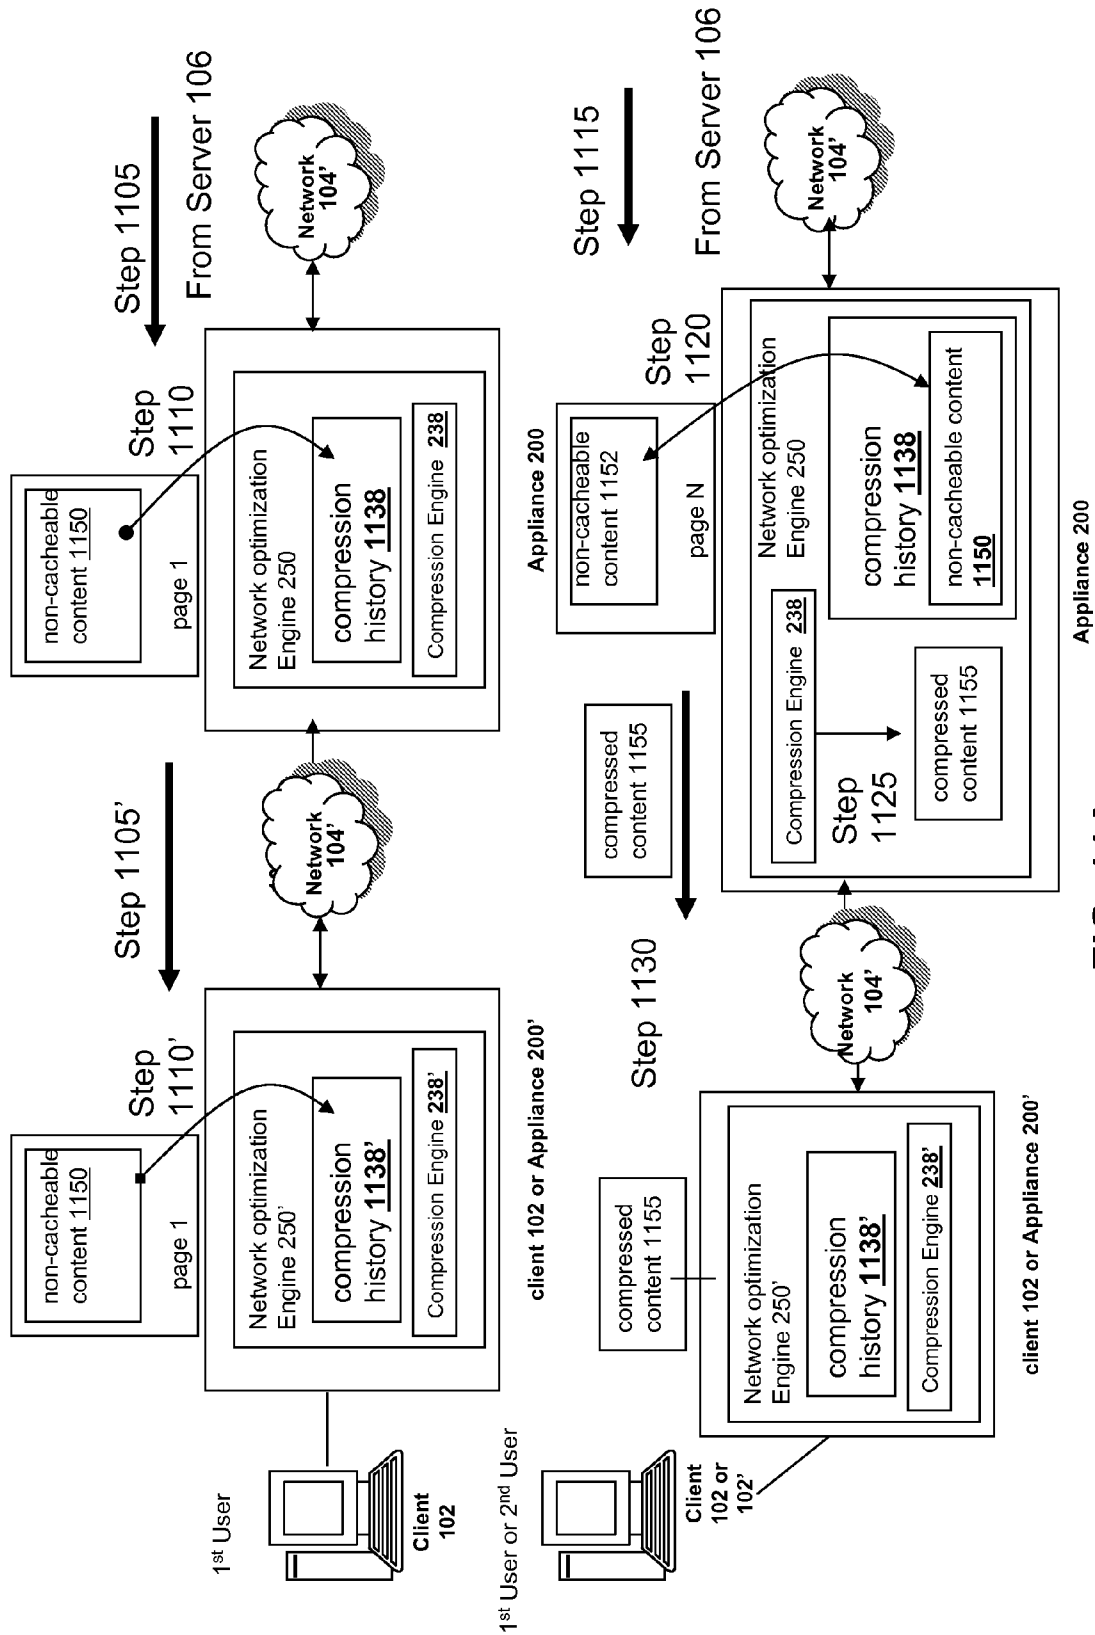 1st User
Client
102
non-cacheable
content 1150
page 1
Step
1110'
Step 1105'
Network optimization
Engine 250'
compression
history 1138'
Compression Engine 238'
client 102 or Appliance 200'
Network
104'
non-cacheable
content 1150
page 1
Step
1110
Step 1105
From Server 106
Network optimization
Engine 250
compression
history 1138
Compression Engine 238
Appliance 200
Network
104'
1st User or 2nd User
Client
102 or
102'
compressed
content 1155
Network optimization
Engine 250'
compression
history 1138'
Compression Engine 238'
client 102 or Appliance 200'
Step 1130
compressed
content 1155
Network
104'
non-cacheable
content 1152
page N
Step
1120
Step 1115
From Server 106
Network optimization
Engine 250
Compression Engine 238
Step
1125
compressed
content 1155
compression
history 1138
non-cacheable content
1150
Appliance 200
Network
104'